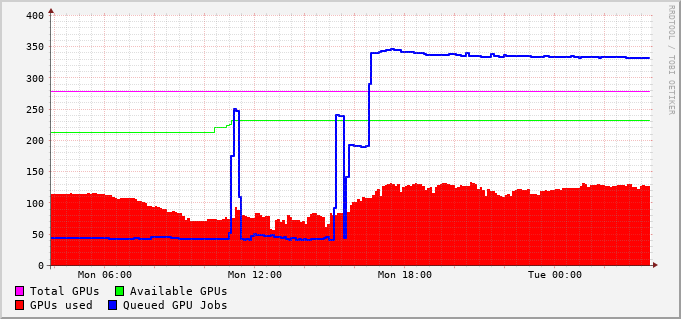 400
350
300
250
200
150
100
50
0
Mon 06:00 Mon 12:00 Mon 18:00 Tue 00:00
Total GPUs Available GPUs
GPUs used Queued GPU Jobs
RRDTOOL / TOBI OETIKER